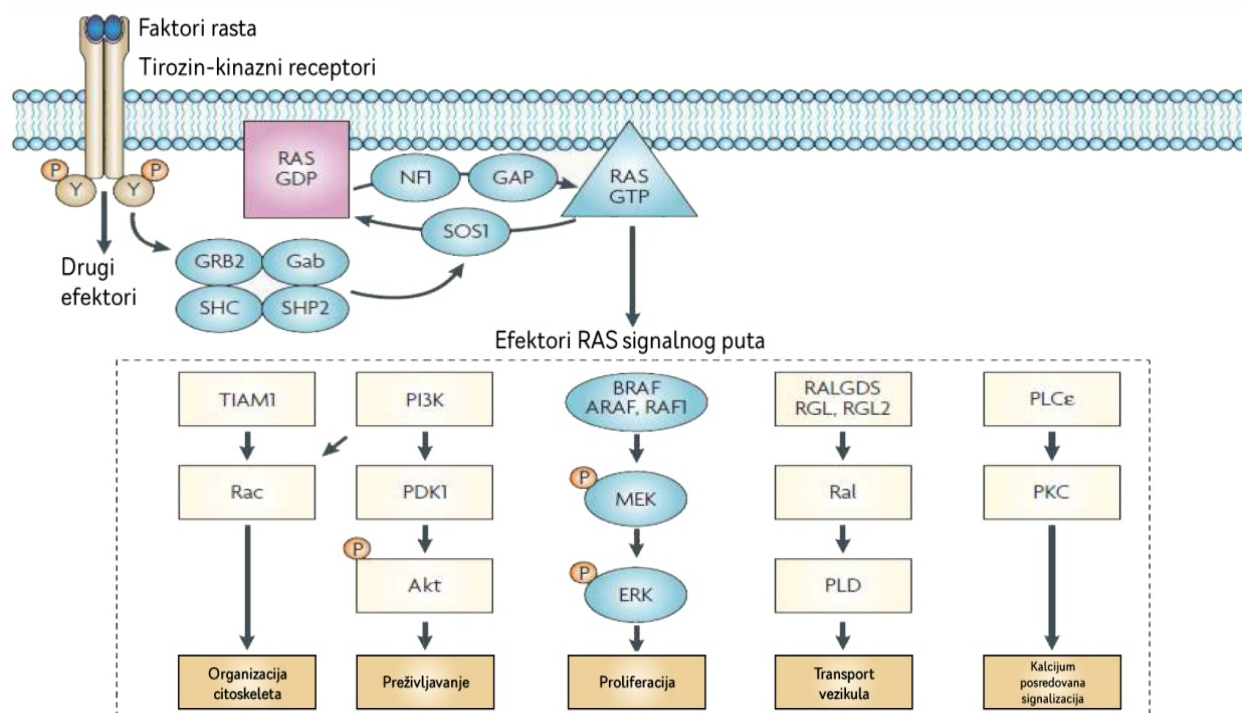 Faktori rasta
Tirozin-kinazni receptori
P
Y
Y
P
RAS
GDP
NF1
GAP
RAS
GTP
SOS1
Drugi
efektori
GRB2
Gab
SHC
SHP2
Efektori RAS signalnog puta
TIAM1
PI3K
BRAF
ARAF, RAF1
RALGDS
RGL, RGL2
PLCε
Rac
PDK1
P
MEK
Ral
PKC
P
Akt
P
ERK
PLD
Organizacija
citoskeleta
Preživljavanje
Proliferacija
Transport
vezikula
Kalcijum
posredovana
signalizacija